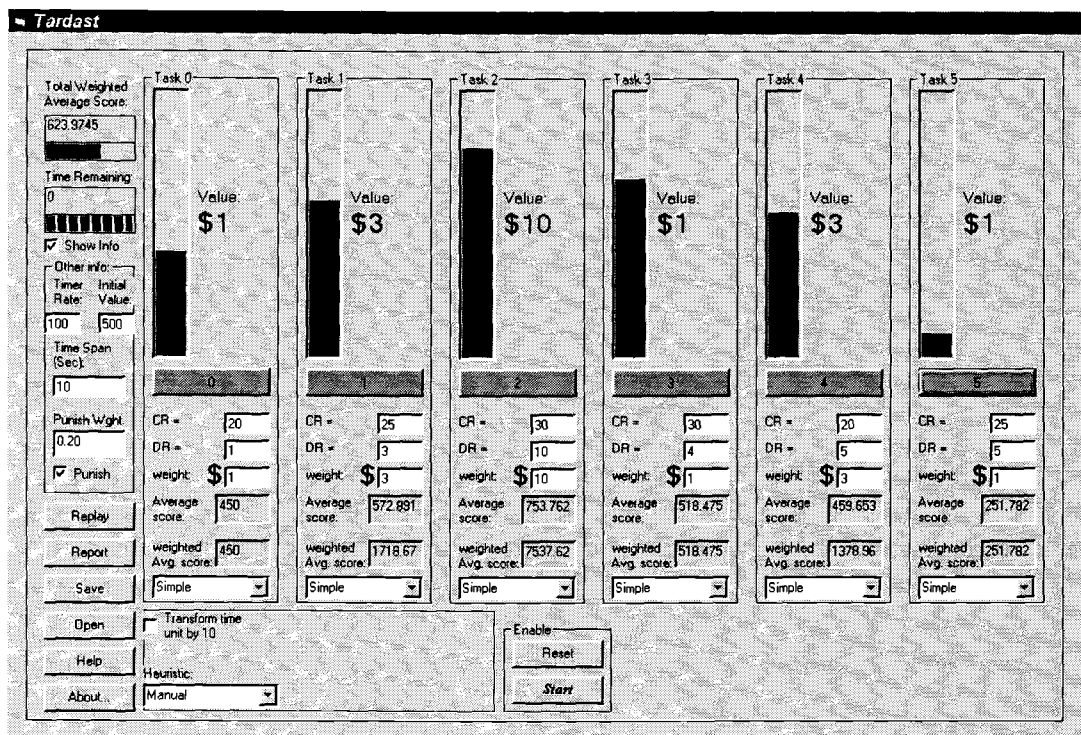 Tardast
Total Weighted
Average Score:
623.9745
Time Remaining
0
Show Info
Other info:
Timer Rate:
Initial Value:
100
500
Time Span
(Sec):
10
Punish Wght.
0.20
Punish
Replay
Report
Save
Open
Help
About...
Task 0
Value:
$1
0
CR = 20
DR = 1
weight: $ 1
Average score: 450
weighted Avg. score: 450
Simple
Task 1
Value:
$3
1
CR = 25
DR = 3
weight: $ 3
Average score: 572.891
weighted Avg. score: 1718.67
Simple
Task 2
Value:
$10
2
CR = 30
DR = 10
weight: $ 10
Average score: 753.762
weighted Avg. score: 7537.62
Simple
Task 3
Value:
$1
3
CR = 30
DR = 4
weight: $ 1
Average score: 518.475
weighted Avg. score: 518.475
Simple
Task 4
Value:
$3
4
CR = 20
DR = 5
weight: $ 3
Average score: 459.653
weighted Avg. score: 1378.96
Simple
Task 5
Value:
$1
5
CR = 25
DR = 5
weight: $ 1
Average score: 251.782
weighted Avg. score: 251.782
Simple
Transform time
unit by 10
Heuristic:
Manual
Enable
Reset
Start